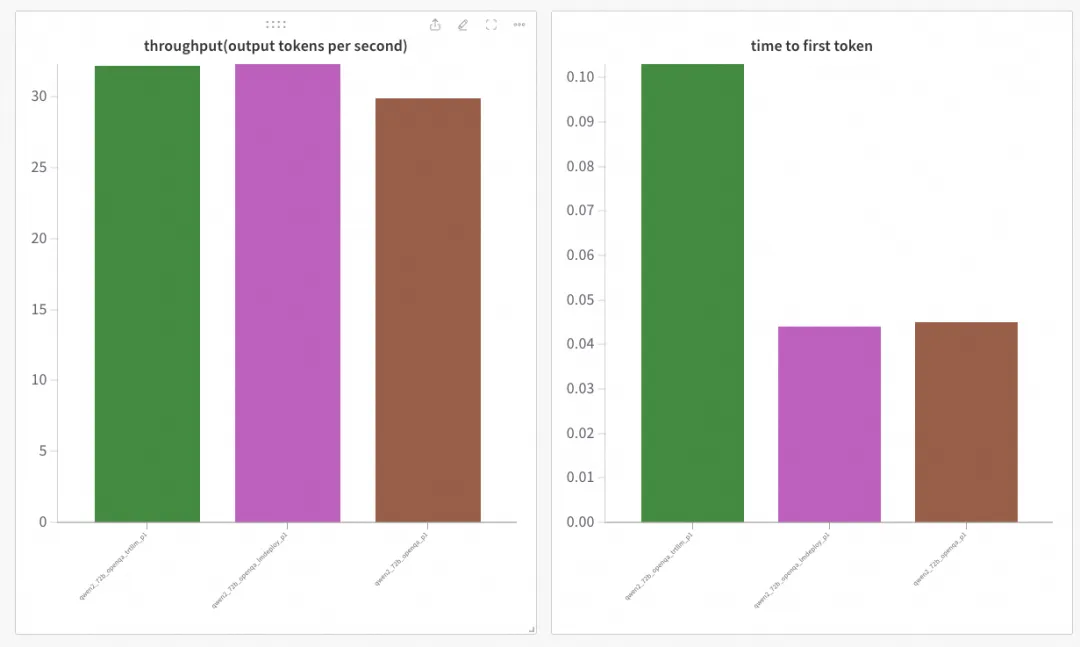 throughput(output tokens per second)
30
25
20
15
10
5
0
qwen2_72b_openqa_trtllm_p1
qwen2_72b_openqa_lmdeploy_p1
qwen2_72b_openqa_p1
time to first token
0.10
0.09
0.08
0.07
0.06
0.05
0.04
0.03
0.02
0.01
0.00
qwen2_72b_openqa_trtllm_p1
qwen2_72b_openqa_lmdeploy_p1
qwen2_72b_openqa_p1